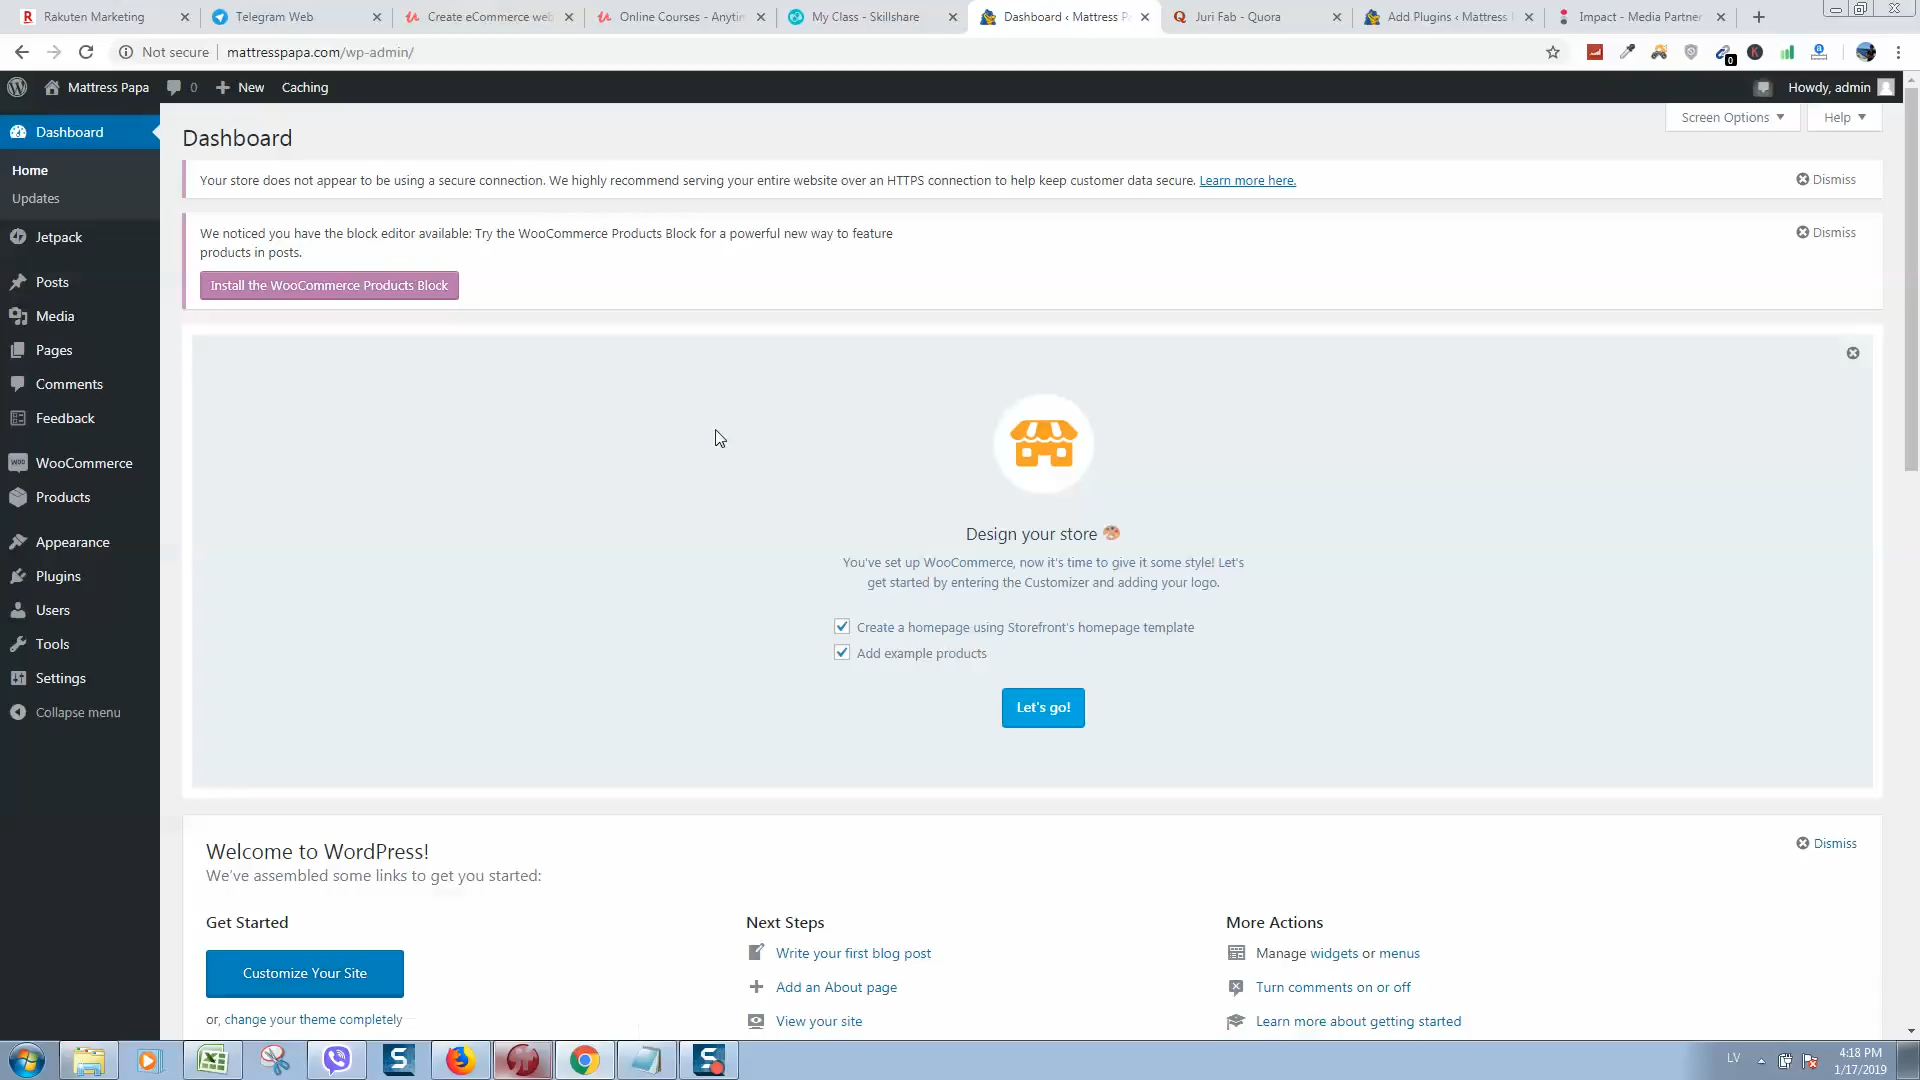 Rakuten Marketing
Telegram Web
Create eCommerce web
Online Courses - Anytim
My Class - Skillshare
Dashboard ‹ Mattress P
Juri Fab - Quora
Add Plugins ‹ Mattress
Impact - Media Partner
Not secure
mattresspapa.com/wp-admin/
0
Mattress Papa
0
New
Caching
Howdy, admin
Screen Options
Help
Dashboard
Home
Updates
Jetpack
Posts
Media
Pages
Comments
Feedback
WooCommerce
Products
Appearance
Plugins
Users
Tools
Settings
Collapse menu
Dashboard
Your store does not appear to be using a secure connection. We highly recommend serving your entire website over an HTTPS connection to help keep customer data secure. Learn more here.
Dismiss
We noticed you have the block editor available: Try the WooCommerce Products Block for a powerful new way to feature
products in posts.
Dismiss
Install the WooCommerce Products Block
Design your store
You've set up WooCommerce, now it's time to give it some style! Let's
get started by entering the Customizer and adding your logo.
Create a homepage using Storefront's homepage template
Add example products
Let's go!
Welcome to WordPress!
Dismiss
We've assembled some links to get you started:
Get Started
Customize Your Site
or, change your theme completely
Next Steps
Write your first blog post
Add an About page
View your site
More Actions
Manage widgets or menus
Turn comments on or off
Learn more about getting started
LV
4:18 PM
1/17/2019